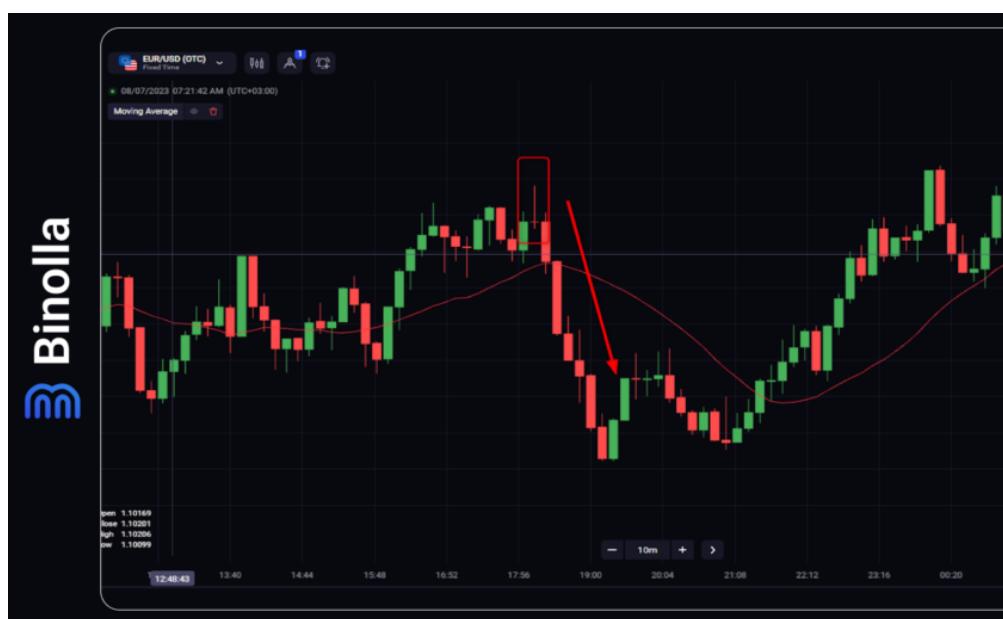 EUR/USD (OTC)
Fixed Time
1
08/07/2023 07:21:42 AM (UTC+03:00)
Moving Average
Binolla
pen 1.10169
lose 1.10201
igh 1.10206
ow 1.10099
10m
12:48:43
13:40
14:44
15:48
16:52
17:56
19:00
20:04
21:08
22:12
23:16
00:20